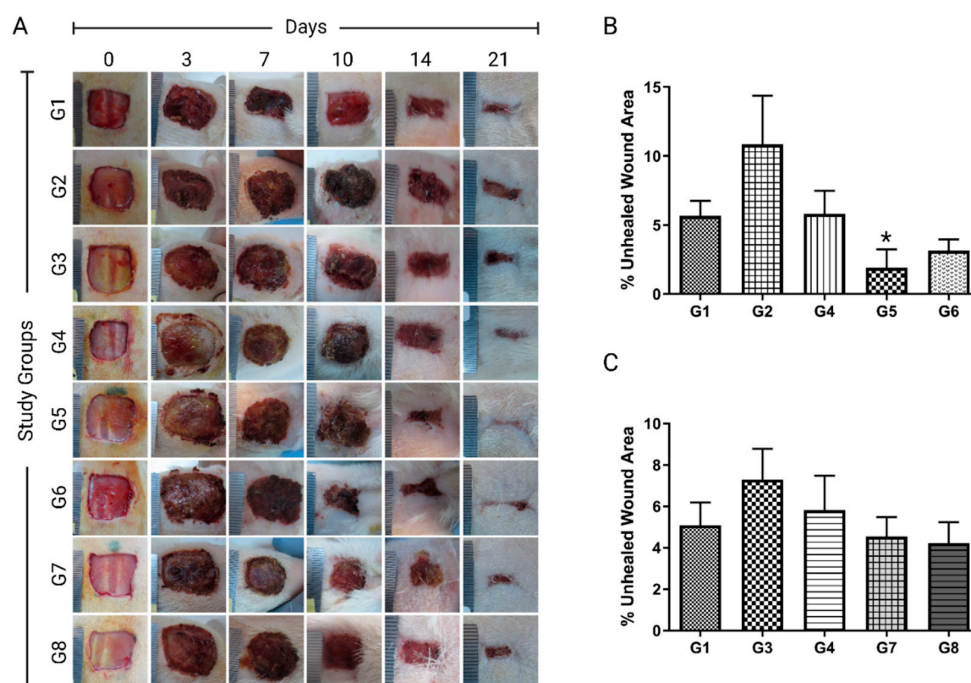 A
Days
0 3 7 10 14 21
Study Groups
G1
G2
G3
G4
G5
G6
G7
G8
B
% Unhealed Wound Area
15
10
5
0
*
G1 G2 G4 G5 G6
C
% Unhealed Wound Area
10
8
6
4
2
0
G1 G3 G4 G7 G8